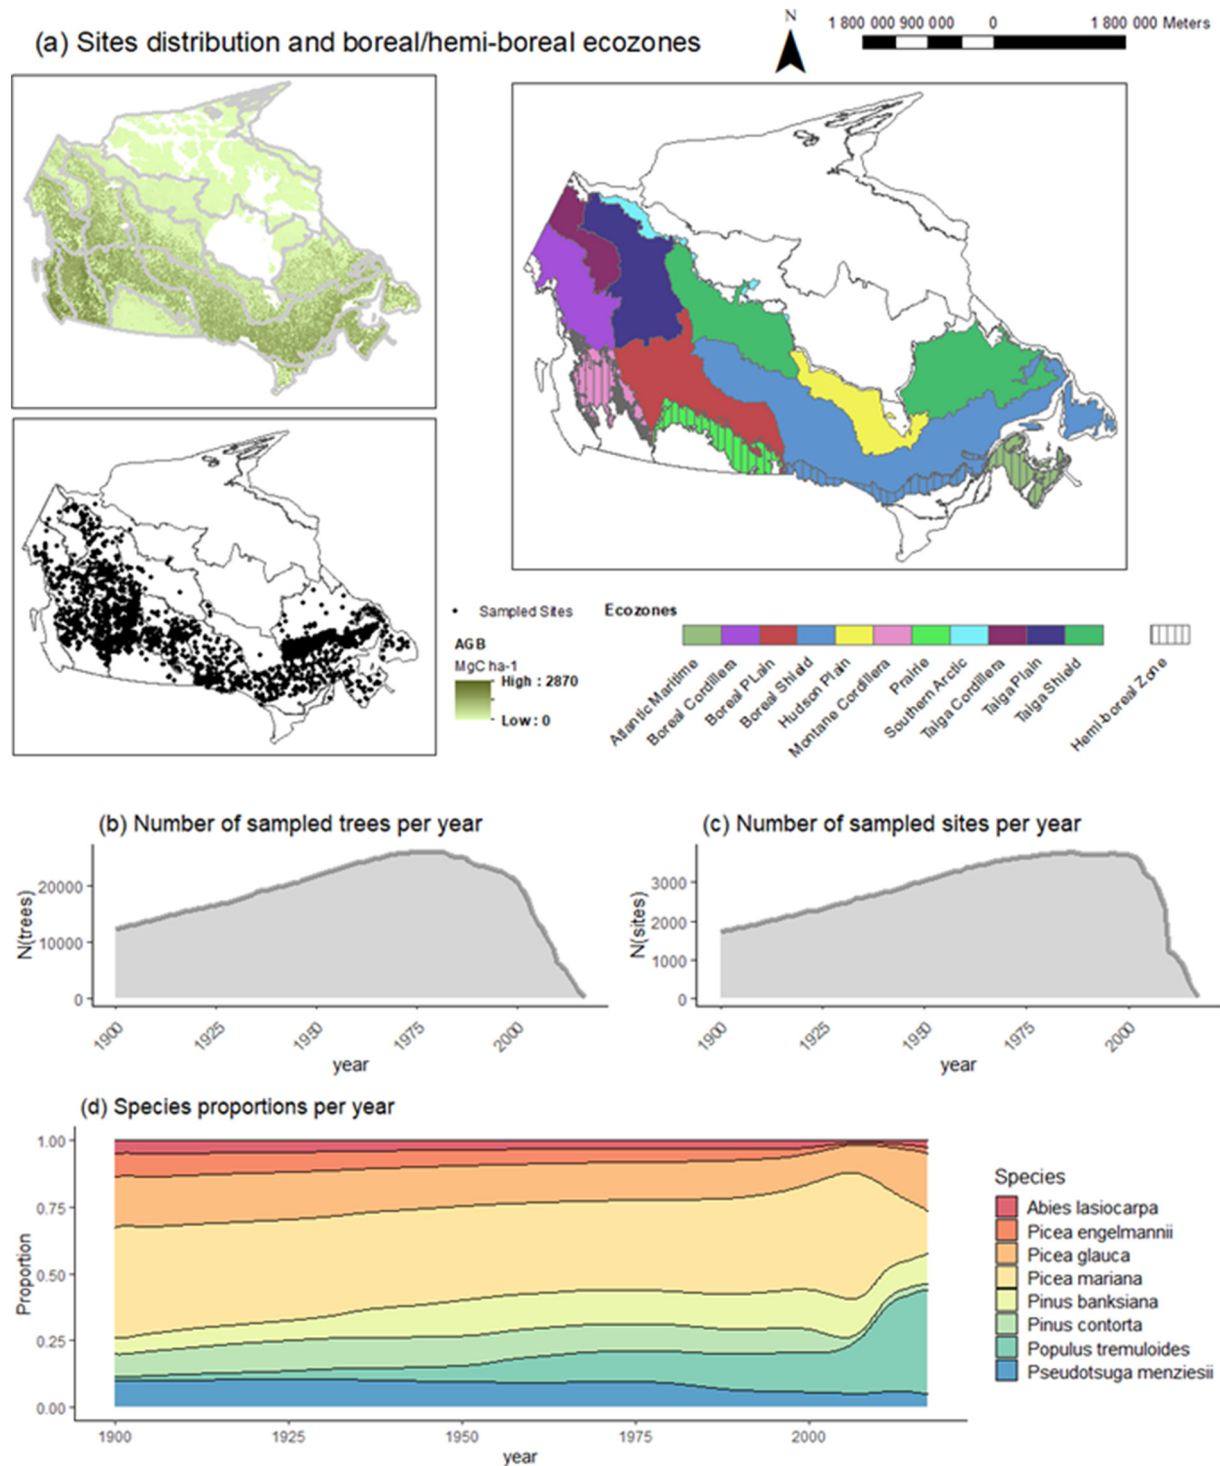 N
1 800 000 900 000 0 1 800 000 Meters
(a) Sites distribution and boreal/hemi-boreal ecozones
Sampled Sites
AGB
MgC ha-1
High : 2870
Low : 0
Ecozones
Atlantic Maritime
Boreal Cordillera
Boreal PLain
Boreal Shield
Hudson Plain
Montane Cordillera
Prairie
Southern Arctic
Taiga Cordillera
Taiga Plain
Taiga Shield
Hemi-boreal Zone
(b) Number of sampled trees per year
N(trees)
20000
10000
0
1900
1925
1950
1975
2000
year
(c) Number of sampled sites per year
N(sites)
3000
2000
1000
0
1900
1925
1950
1975
2000
year
(d) Species proportions per year
Proportion
1.00
0.75
0.50
0.25
0.00
1900
1925
1950
1975
2000
year
Species
Abies lasiocarpa
Picea engelmannii
Picea glauca
Picea mariana
Pinus banksiana
Pinus contorta
Populus tremuloides
Pseudotsuga menziesii